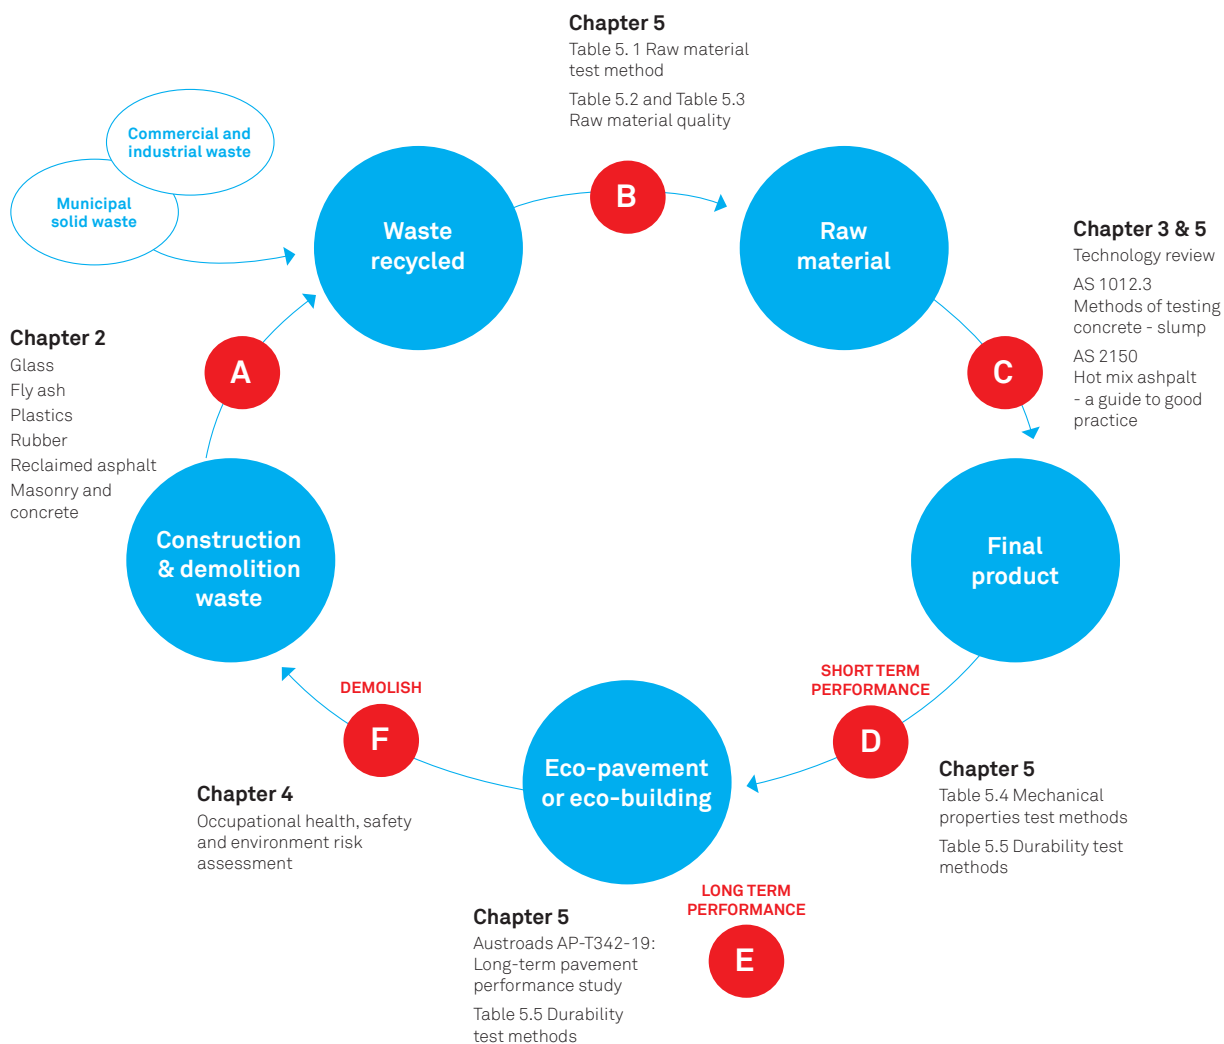 Chapter 5
Table 5. 1 Raw material
test method
Table 5.2 and Table 5.3
Raw material quality
Commercial and
industrial waste
Municipal
solid waste
Waste
recycled
B
Raw
material
Chapter 3 & 5
Technology review
AS 1012.3
Methods of testing
concrete - slump
AS 2150
Hot mix ashpalt
- a guide to good
practice
C
Chapter 2
Glass
Fly ash
Plastics
Rubber
Reclaimed asphalt
Masonry and
concrete
A
Construction
& demolition
waste
Final
product
DEMOLISH
F
SHORT TERM
PERFORMANCE
D
Eco-pavement
or eco-building
Chapter 4
Occupational health, safety
and environment risk
assessment
Chapter 5
Table 5.4 Mechanical
properties test methods
Table 5.5 Durability test
methods
LONG TERM
PERFORMANCE
E
Chapter 5
Austroads AP-T342-19:
Long-term pavement
performance study
Table 5.5 Durability
test methods